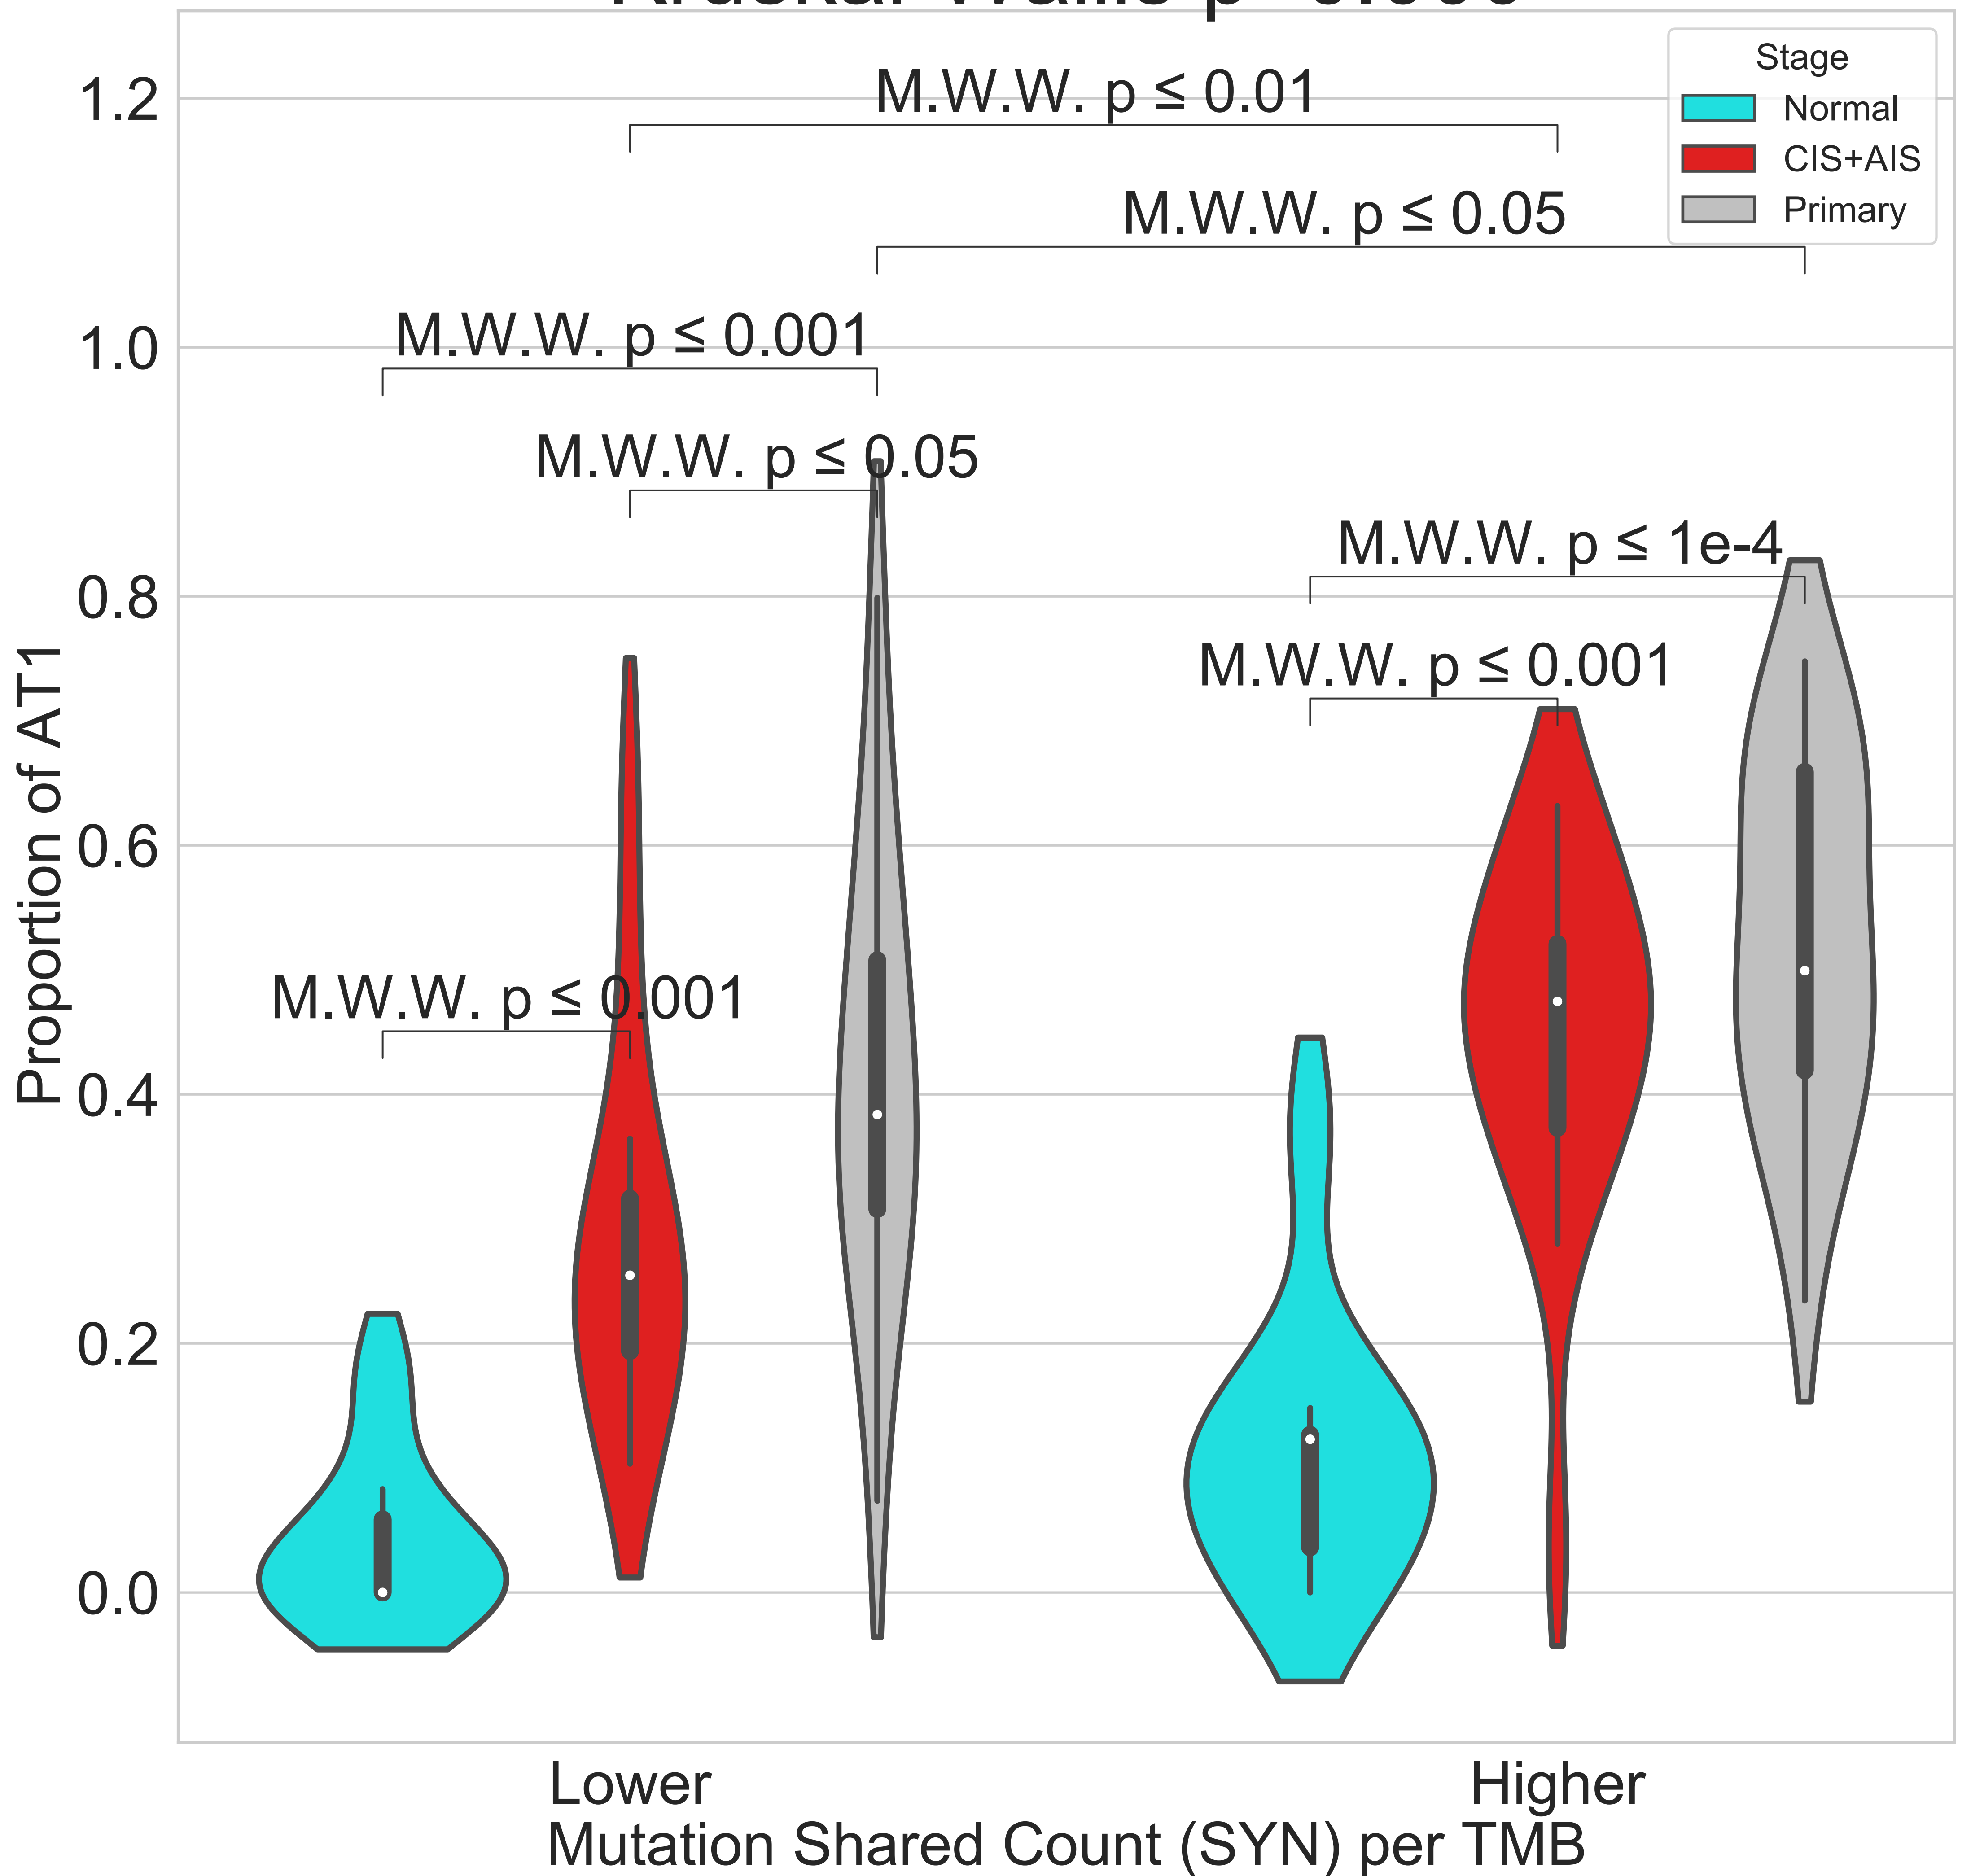 M.W.W. p ≤ 0.01
M.W.W. p ≤ 0.05
M.W.W. p ≤ 0.001
M.W.W. p ≤ 0.05
M.W.W. p ≤ 1e-4
M.W.W. p ≤ 0.001
M.W.W. p ≤ 0.001
Stage
Normal
CIS+AIS
Primary
1.2
1.0
0.8
0.6
0.4
0.2
0.0
Proportion of AT1
Lower
Higher
Mutation Shared Count (SYN) per TMB